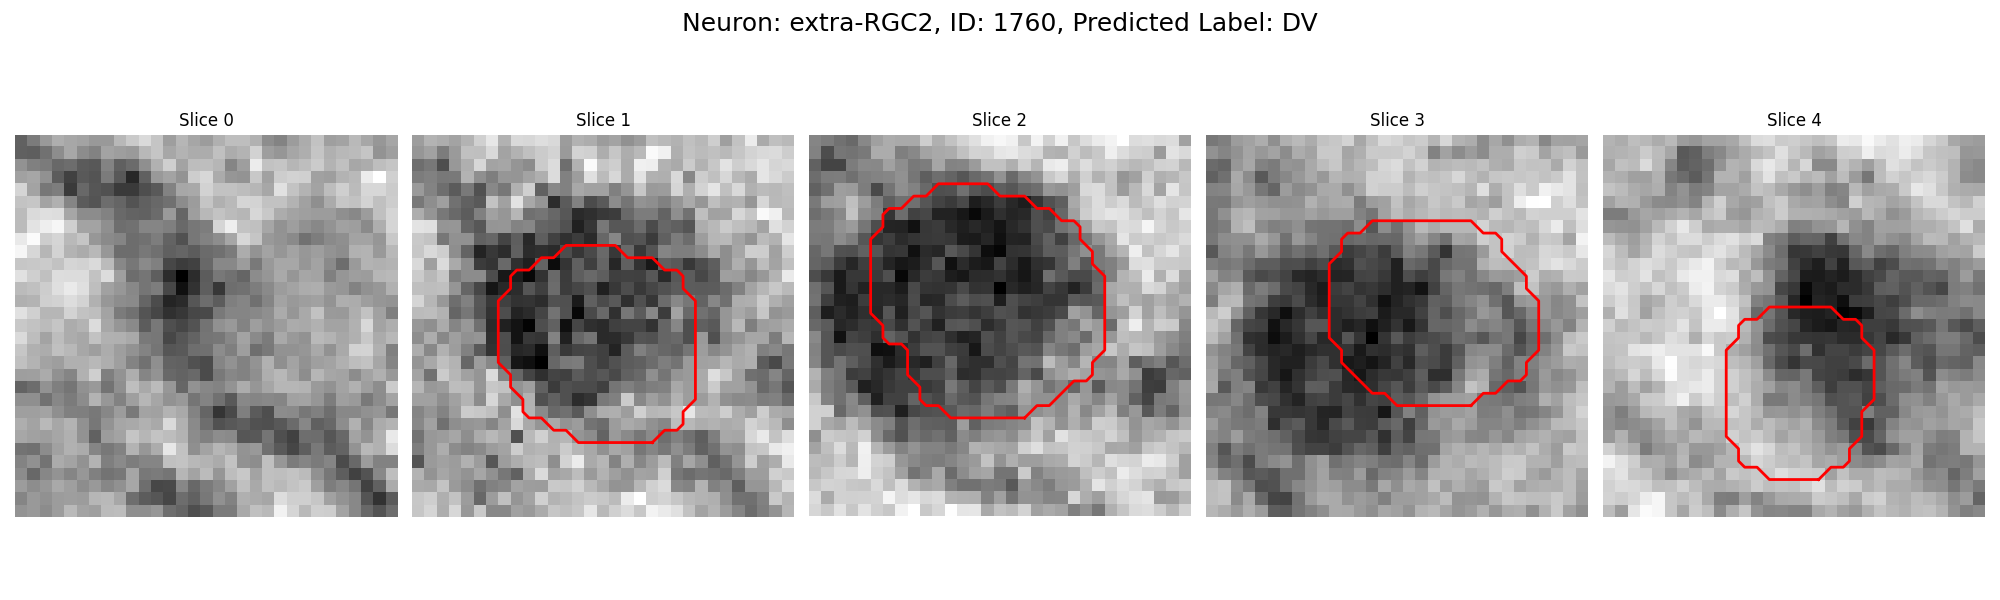 Neuron: extra-RGC2, ID: 1760, Predicted Label: DV
Slice 0
Slice 1
Slice 2
Slice 3
Slice 4